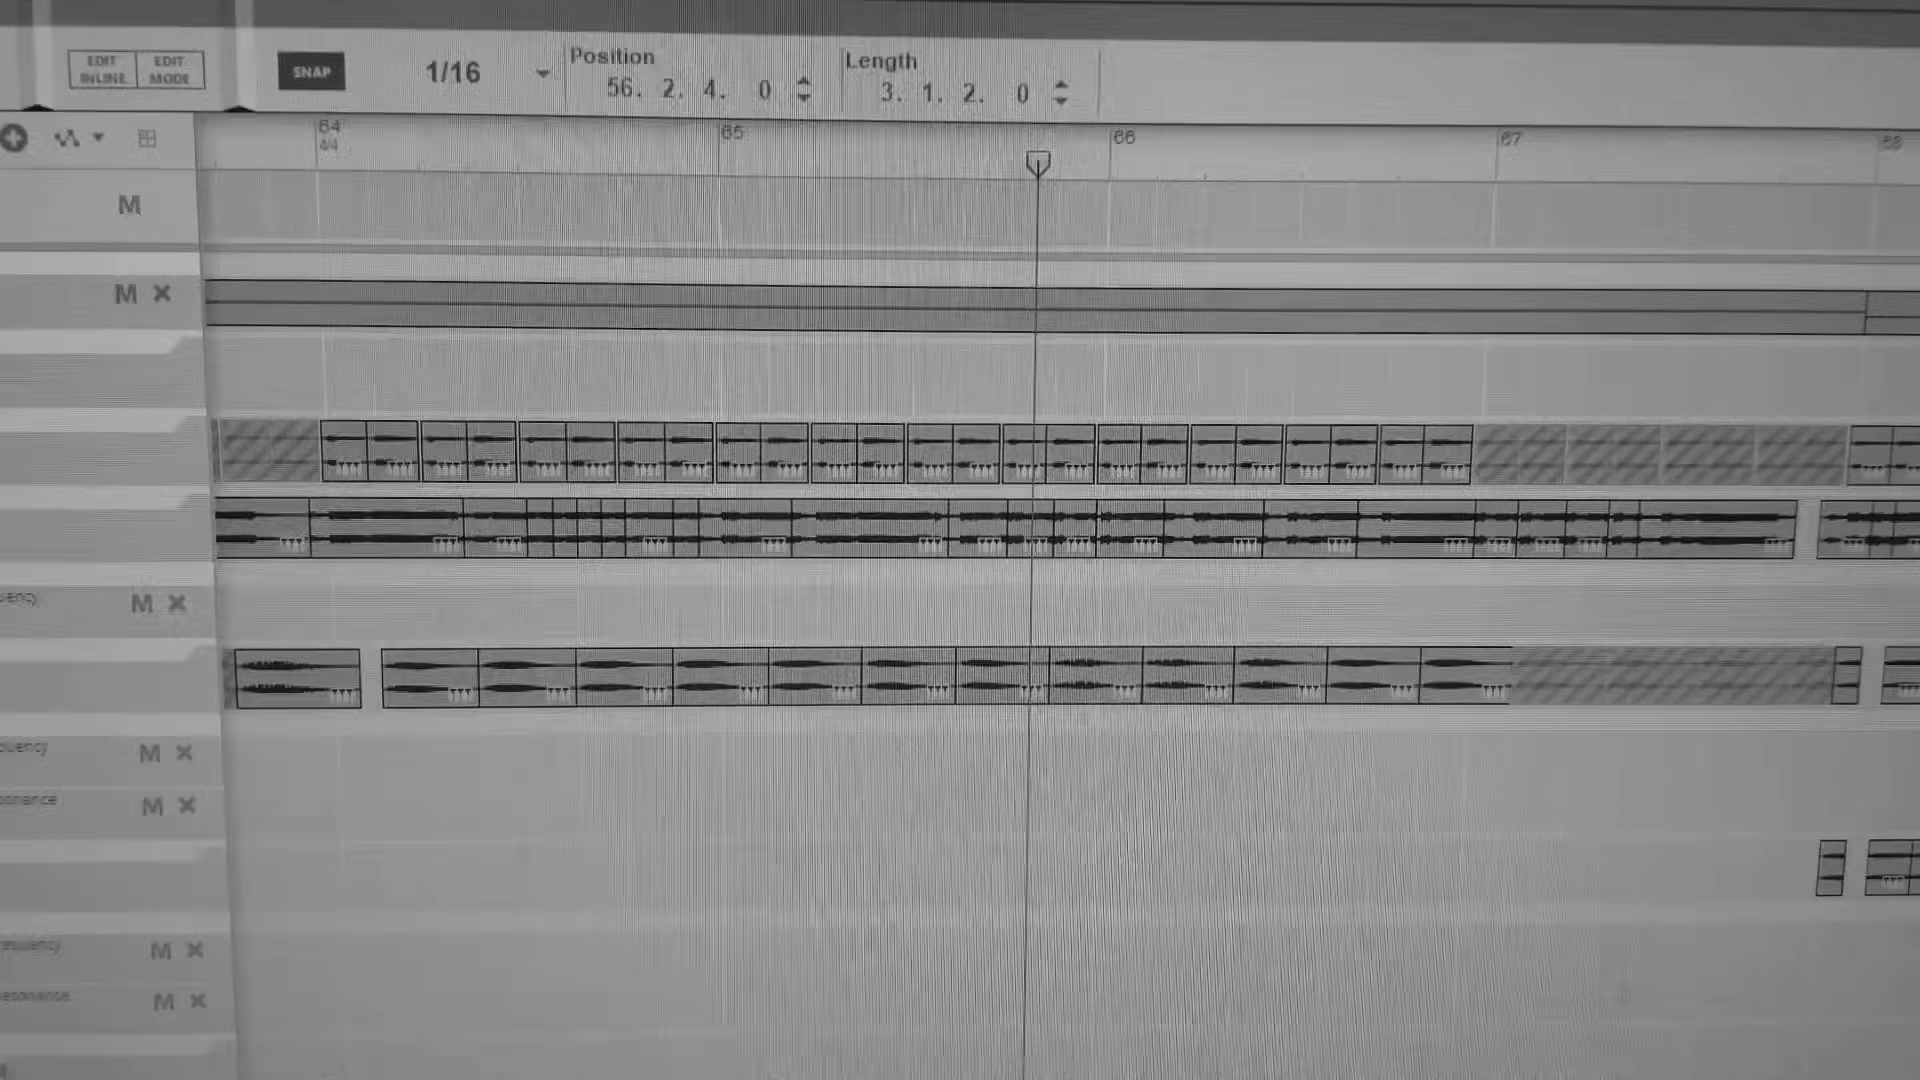 EDIT INLINE
EDIT MODE
SNAP
1/16
Position
56. 2. 4. 0
Length
3. 1. 2. 0
64
4/4
65
66
67
68
M
M
M
M
M
M
M